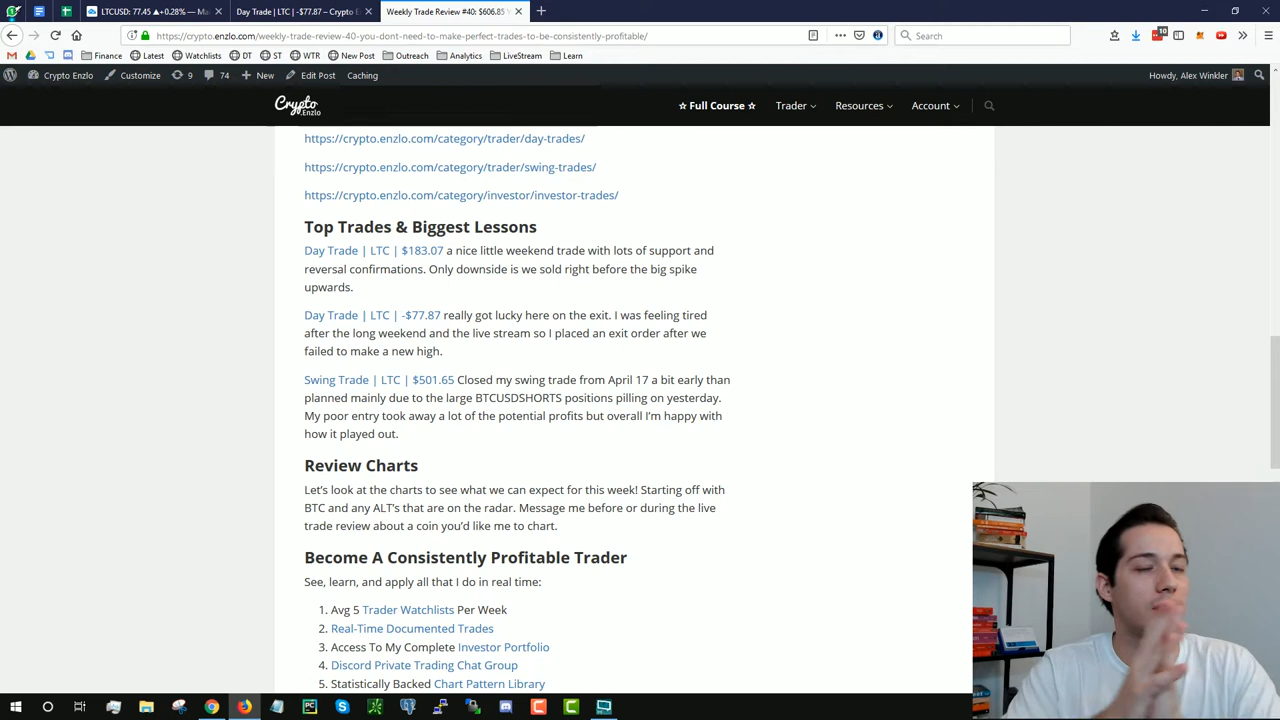 LTCUSD: 77.45 ▲+0.28% — Ma
Day Trade | LTC | -$77.87 – Crypto E
Weekly Trade Review #40: $606.85
https://crypto.enzlo.com/weekly-trade-review-40-you-dont-need-to-make-perfect-trades-to-be-consistently-profitable/
Search
10
Finance Latest Watchlists DT ST WTR New Post Outreach Analytics LiveStream Learn
Crypto Enzlo Customize 9 74 New Edit Post Caching Howdy, Alex Winkler
Crypto Enzlo ☆ Full Course ☆ Trader Resources Account
https://crypto.enzlo.com/category/trader/day-trades/
https://crypto.enzlo.com/category/trader/swing-trades/
https://crypto.enzlo.com/category/investor/investor-trades/
Top Trades & Biggest Lessons
Day Trade | LTC | $183.07 a nice little weekend trade with lots of support and
reversal confirmations. Only downside is we sold right before the big spike
upwards.
Day Trade | LTC | -$77.87 really got lucky here on the exit. I was feeling tired
after the long weekend and the live stream so I placed an exit order after we
failed to make a new high.
Swing Trade | LTC | $501.65 Closed my swing trade from April 17 a bit early than
planned mainly due to the large BTCUSDSHORTS positions pilling on yesterday.
My poor entry took away a lot of the potential profits but overall I'm happy with
how it played out.
Review Charts
Let's look at the charts to see what we can expect for this week! Starting off with
BTC and any ALT's that are on the radar. Message me before or during the live
trade review about a coin you'd like me to chart.
Become A Consistently Profitable Trader
See, learn, and apply all that I do in real time:
1. Avg 5 Trader Watchlists Per Week
2. Real-Time Documented Trades
3. Access To My Complete Investor Portfolio
4. Discord Private Trading Chat Group
5. Statistically Backed Chart Pattern Library